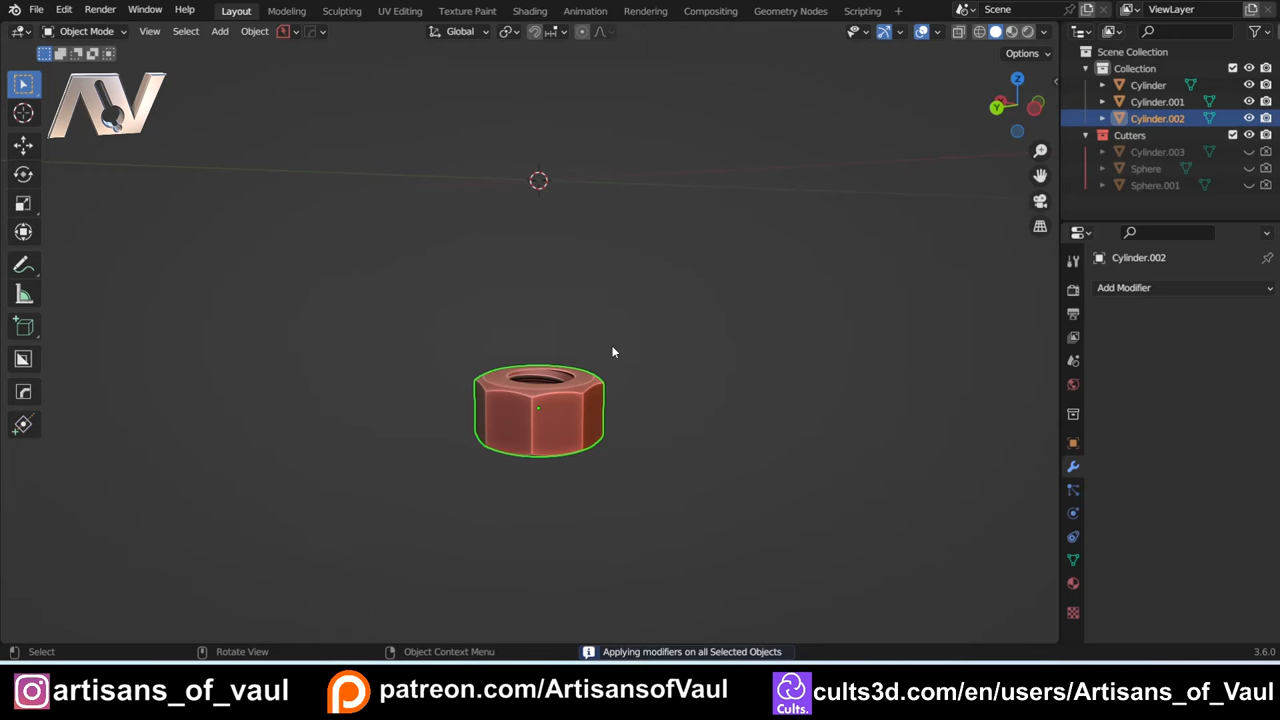 File Edit Render Window Help Layout Modeling Sculpting UV Editing Texture Paint Shading Animation Rendering Compositing Geometry Nodes Scripting + Scene ViewLayer
Object Mode View Select Add Object Global
Options
AV
Z
Y
Scene Collection
Collection
Cylinder
Cylinder.001
Cylinder.002
Cutters
Cylinder.003
Sphere
Sphere.001
Cylinder.002
Add Modifier
Select Rotate View Object Context Menu Applying modifiers on all Selected Objects 3.6.0
artisans_of_vaul patreon.com/ArtisansofVaul Cults. cults3d.com/en/users/Artisans_of_Vaul